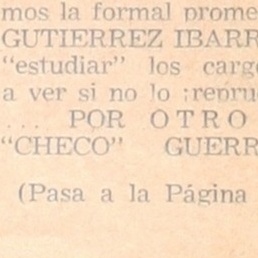 mos la formal prome
GUTIERREZ IBARR
“estudiar” los carg
a ver si no lo ¡repru
.... POR OTRO
“CHECO” GUERR
(Pasa a la Página